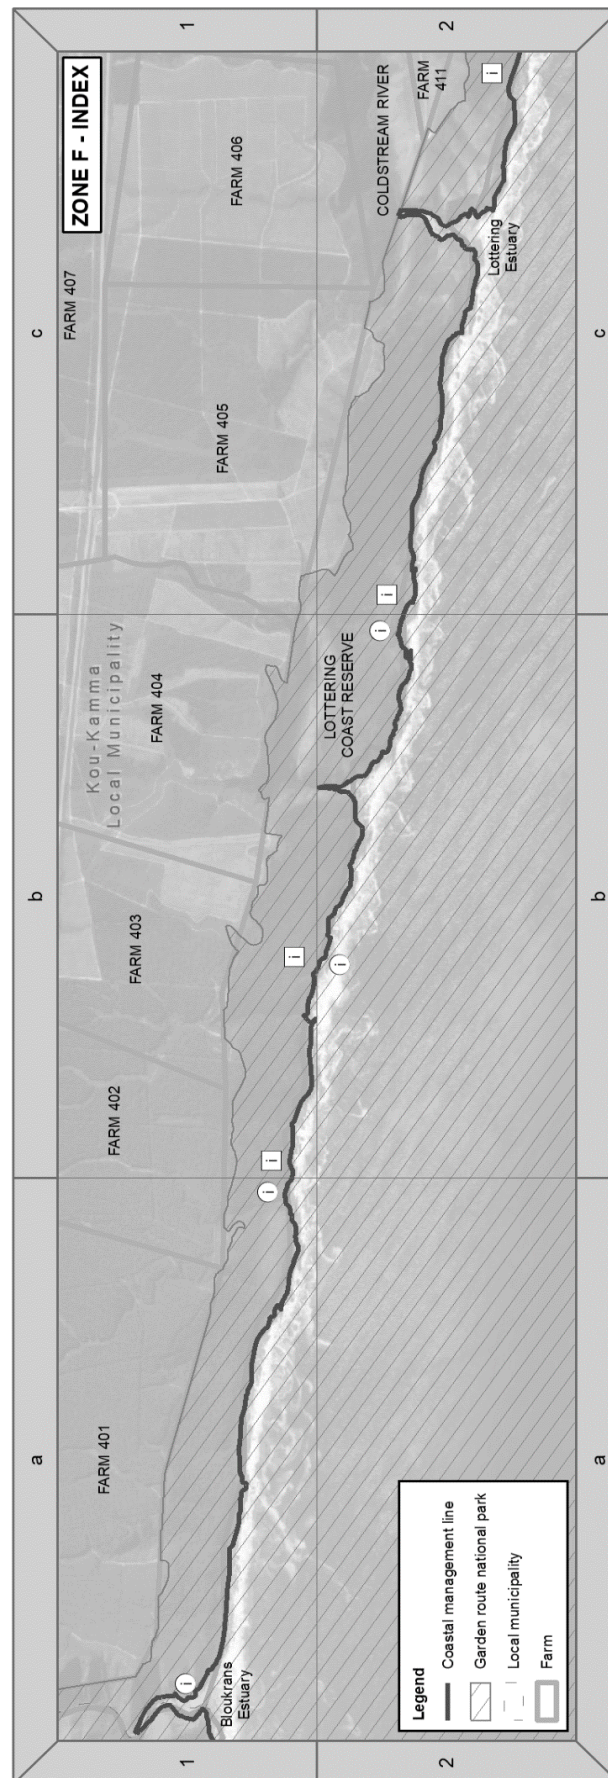 ZONE F - INDEX
a
b
c
1
1
2
2
a
b
c
FARM 401
FARM 402
FARM 403
FARM 404
FARM 405
FARM 406
FARM 407
FARM
411
Kou-Kamma
Local Municipality
COLDSTREAM RIVER
LOTTERING
COAST RESERVE
Bloukrans
Estuary
Lottering
Estuary
i
i
i
i
i
i
i
i
Legend
Coastal management line
Garden route national park
Local municipality
Farm